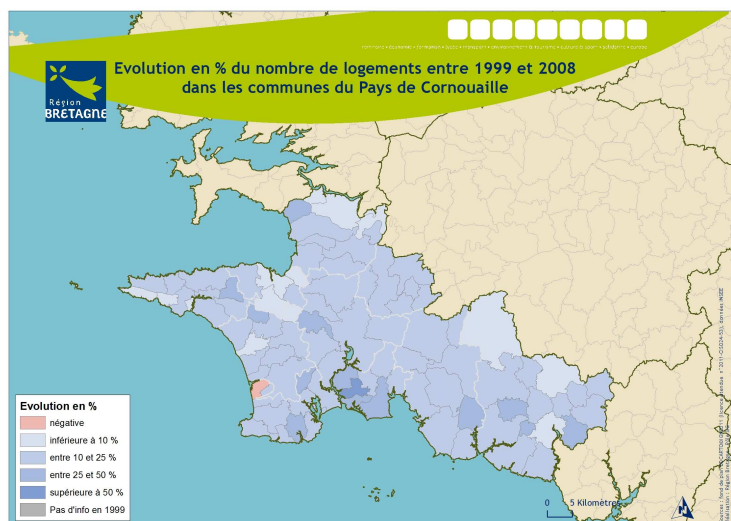 Evolution en % du nombre de logements entre 1999 et 2008
dans les communes du Pays de Cornouaille
Région
BRETAGNE
Evolution en %
négative
inférieure à 10 %
entre 10 et 25 %
entre 25 et 50 %
supérieure à 50 %
Pas d'info en 1999
0 5 Kilomètres